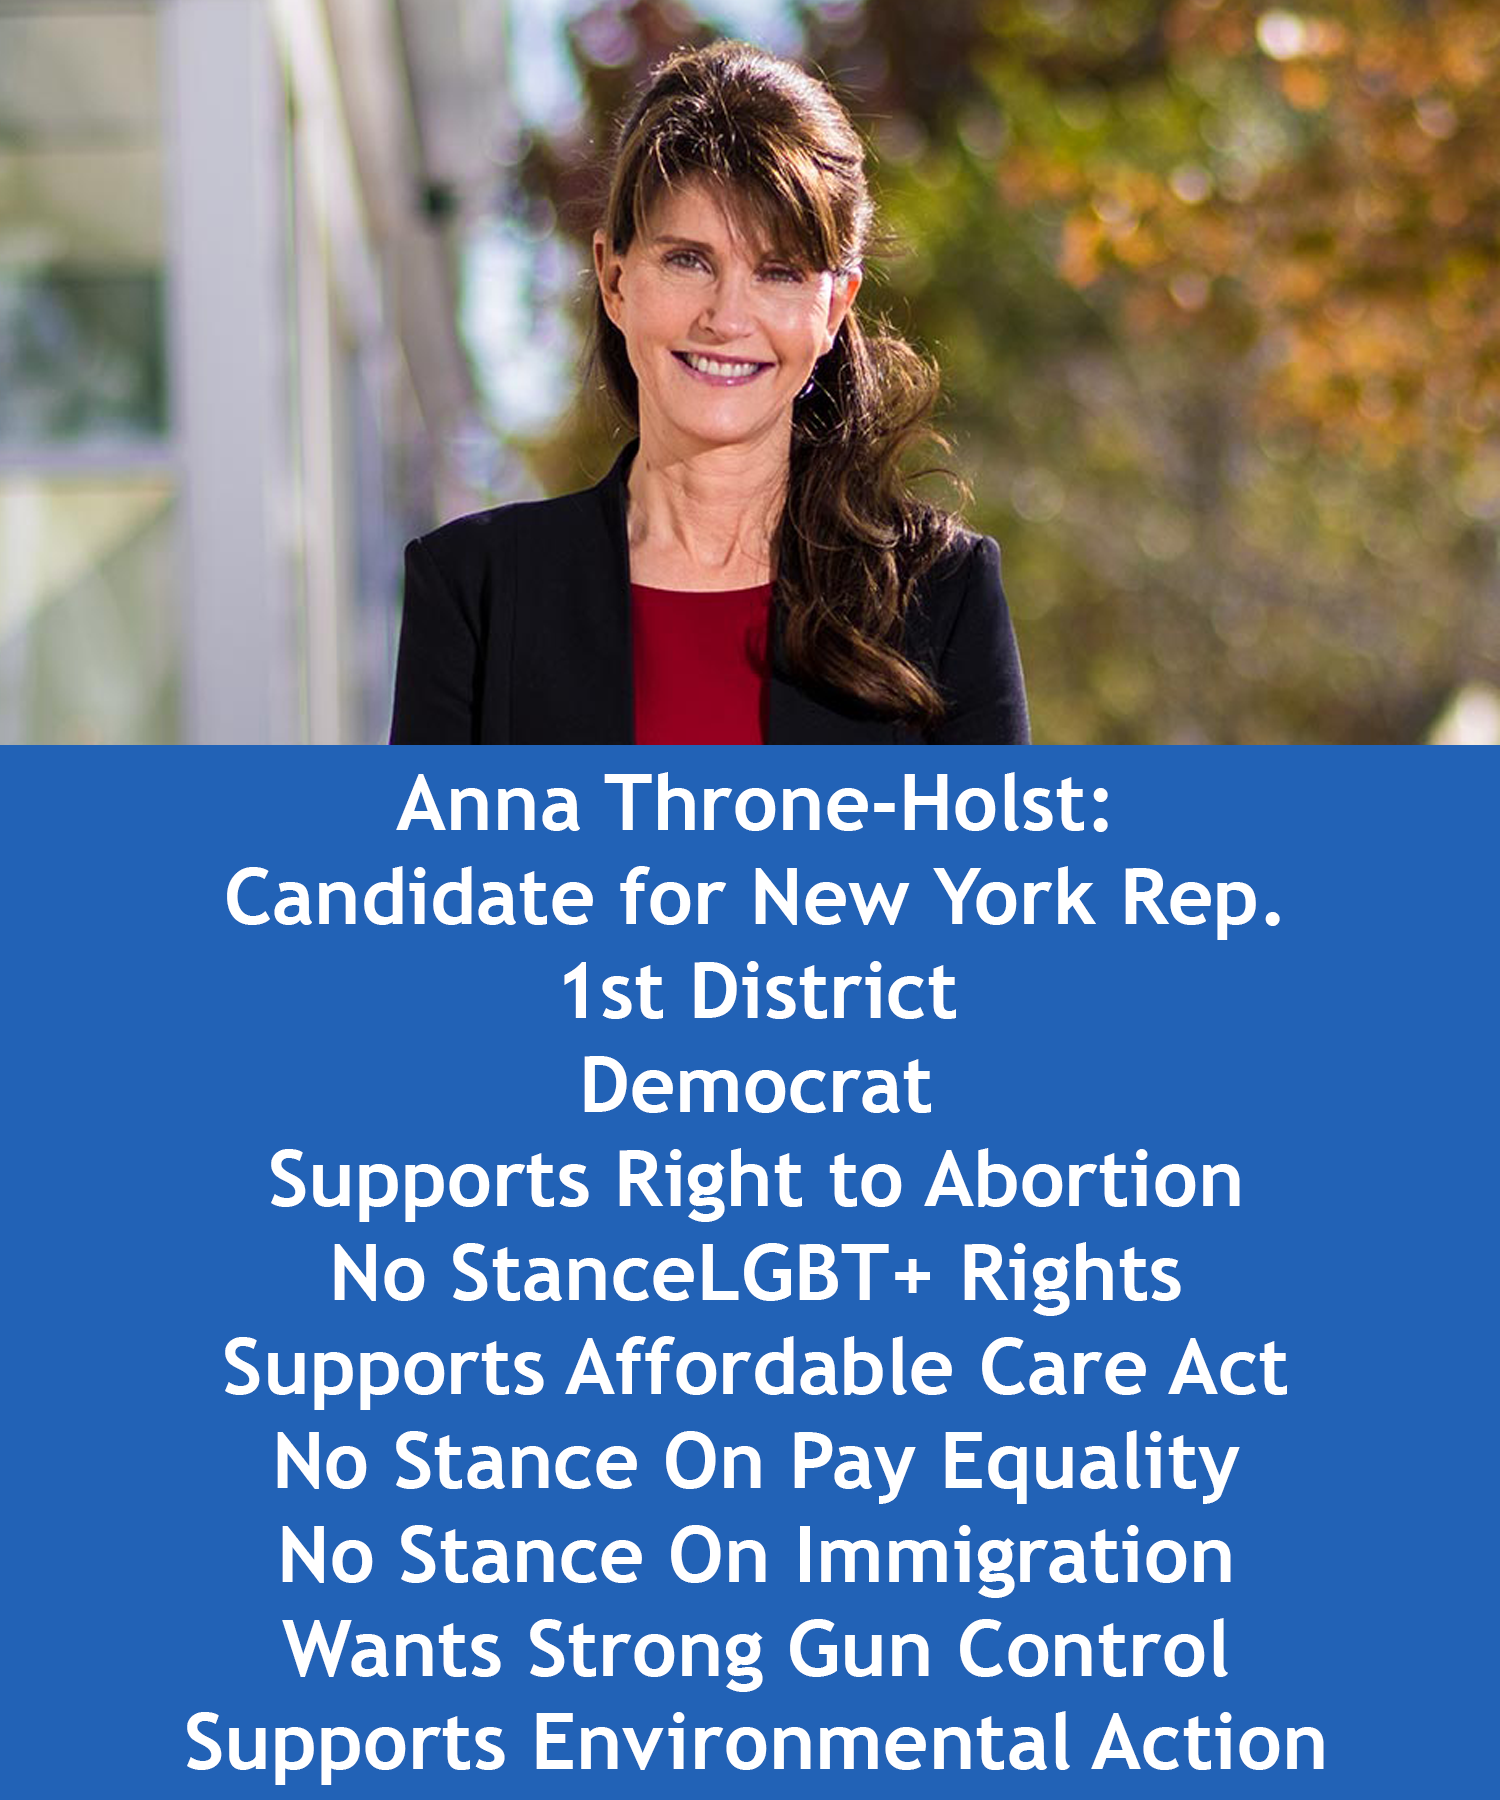 Anna Throne-Holst:
Candidate for New York Rep.
1st District
Democrat
Supports Right to Abortion
No StanceLGBT+ Rights
Supports Affordable Care Act
No Stance On Pay Equality
No Stance On Immigration
Wants Strong Gun Control
Supports Environmental Action